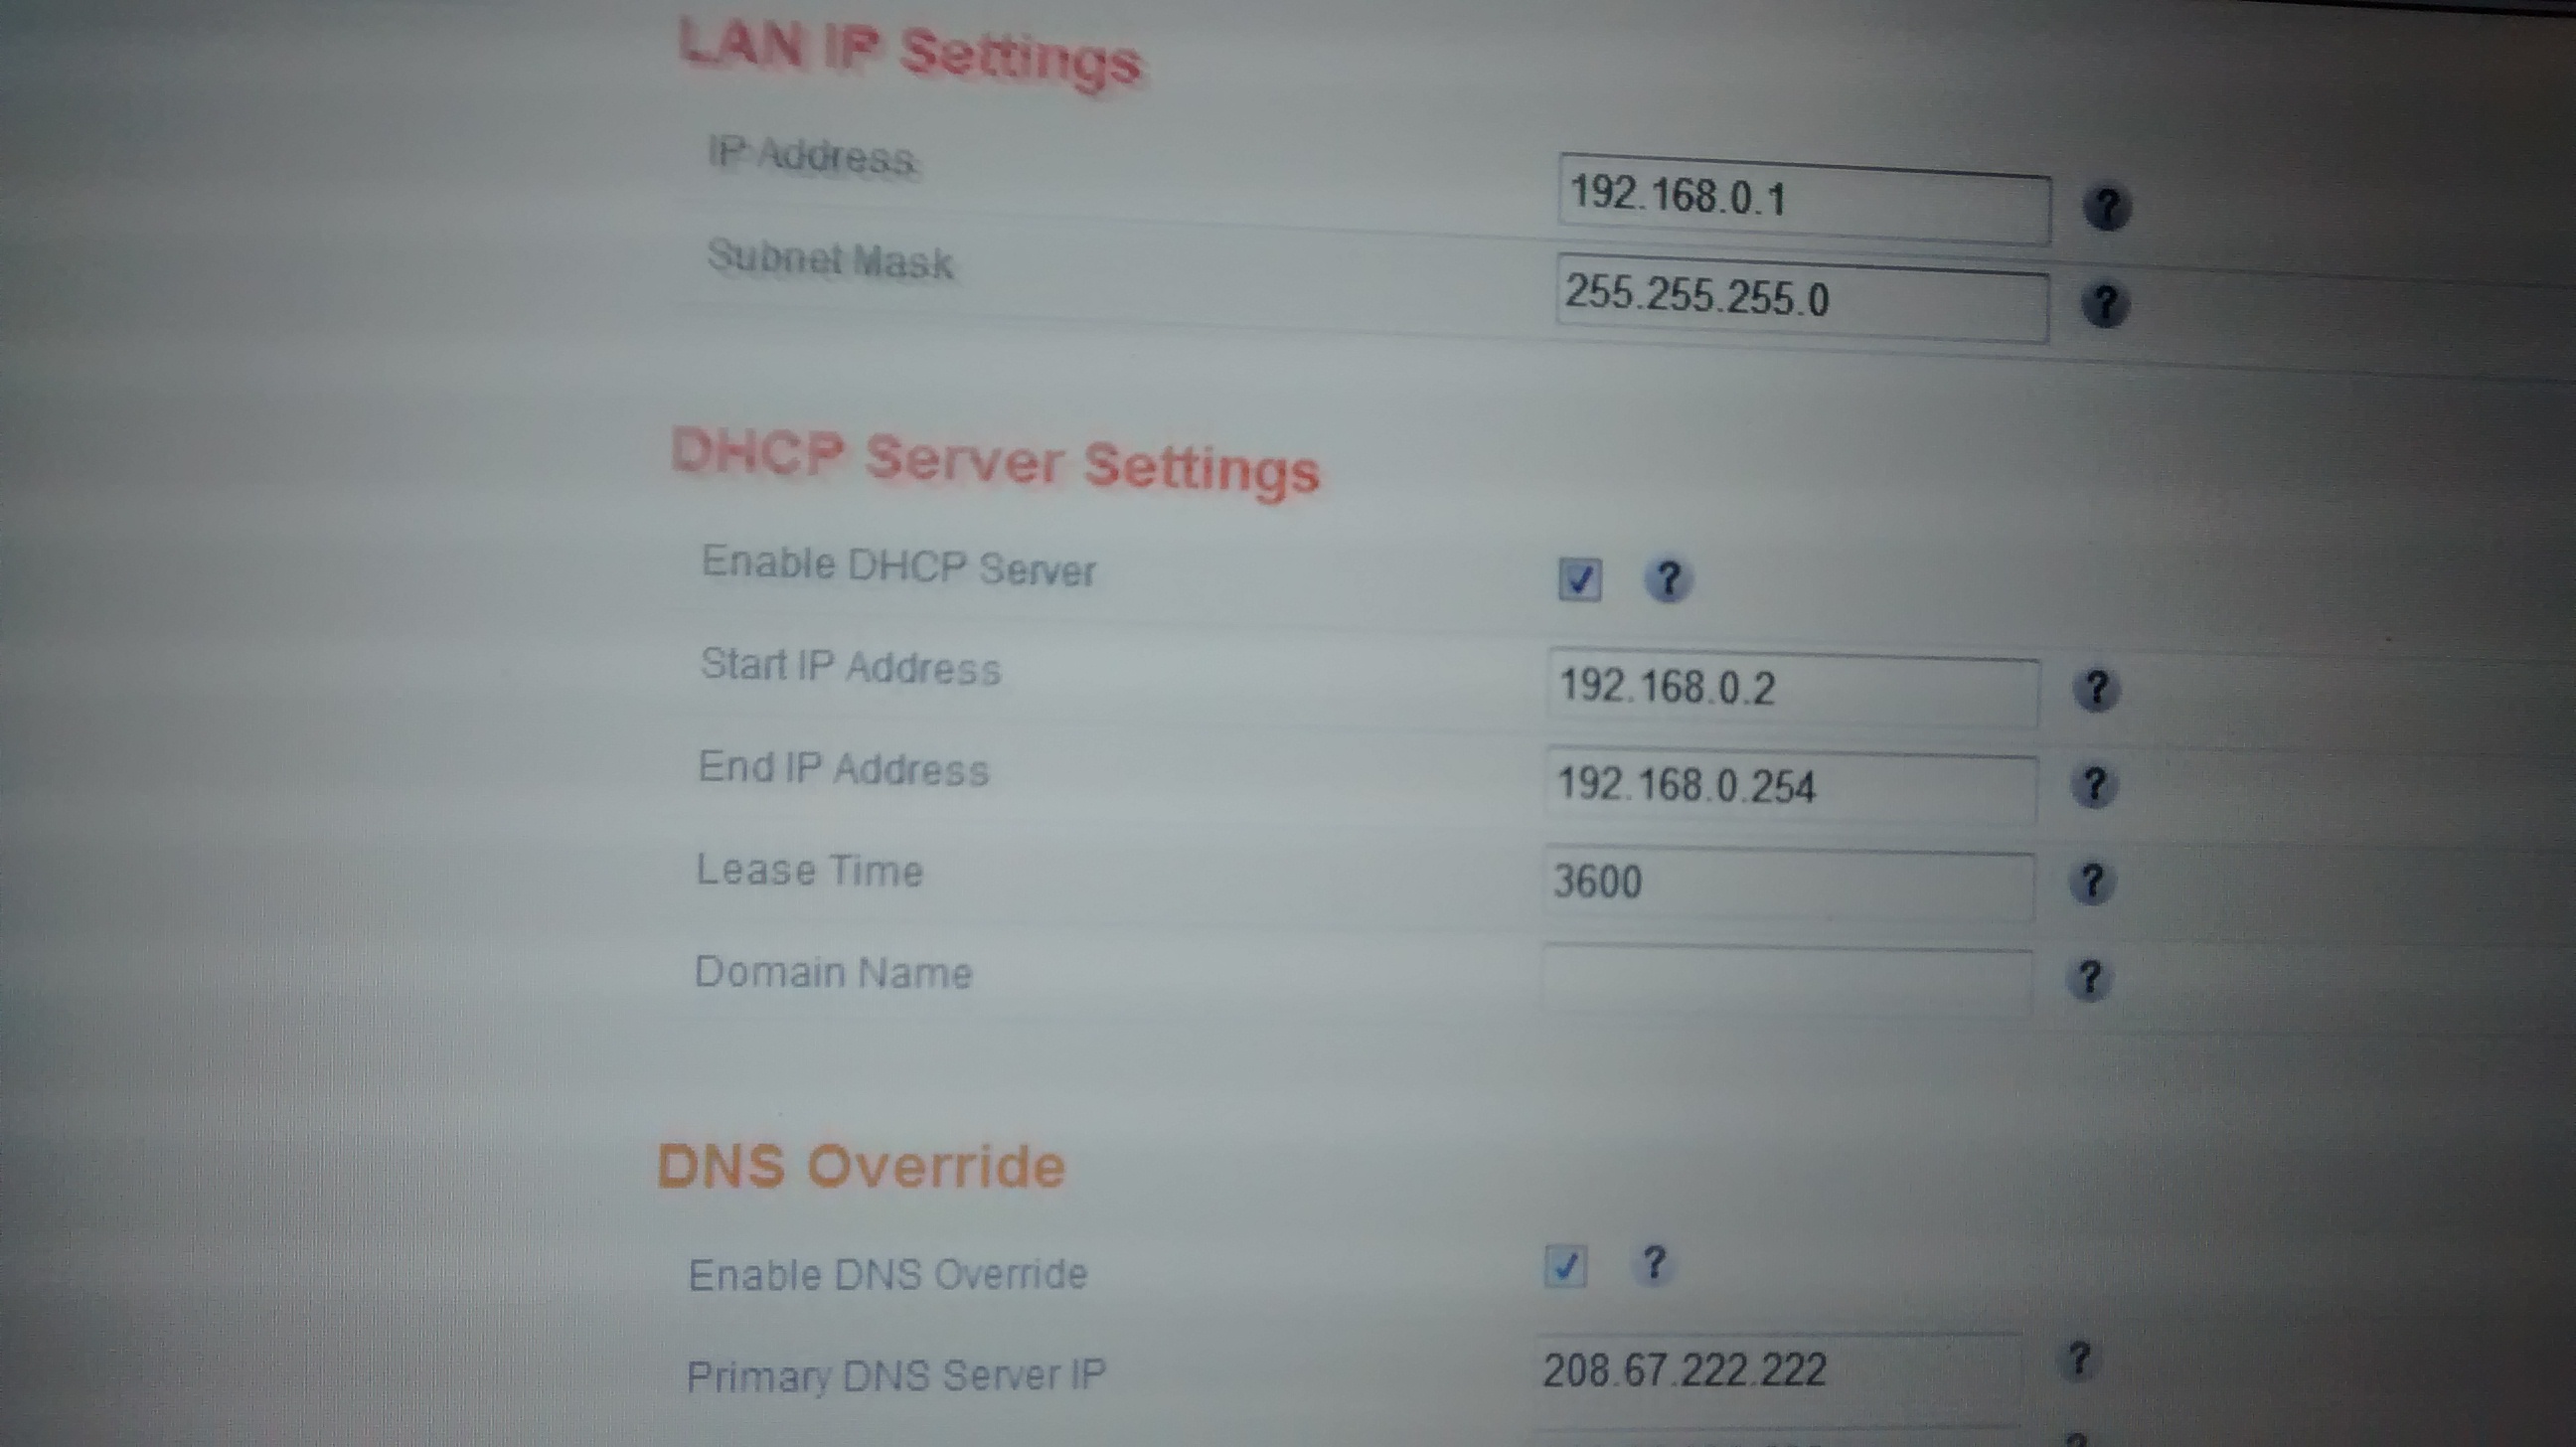 LAN IP Settings
IP Address 192.168.0.1 ?
Subnet Mask 255.255.255.0 ?
DHCP Server Settings
Enable DHCP Server ?
Start IP Address 192.168.0.2 ?
End IP Address 192.168.0.254 ?
Lease Time 3600 ?
Domain Name ?
DNS Override
Enable DNS Override ?
Primary DNS Server IP 208.67.222.222 ?